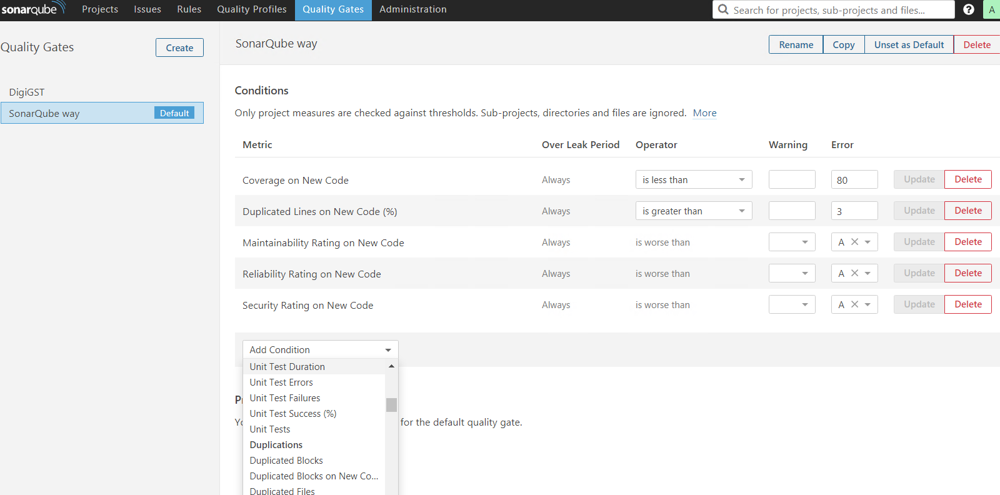 sonarqube Projects Issues Rules Quality Profiles Quality Gates Administration Search for projects, sub-projects and files... ? A
Quality Gates Create
DigiGST
SonarQube way Default
SonarQube way Rename Copy Unset as Default Delete
Conditions
Only project measures are checked against thresholds. Sub-projects, directories and files are ignored. More
Metric Over Leak Period Operator Warning Error
Coverage on New Code Always is less than 80 Update Delete
Duplicated Lines on New Code (%) Always is greater than 3 Update Delete
Maintainability Rating on New Code Always is worse than A Update Delete
Reliability Rating on New Code Always is worse than A Update Delete
Security Rating on New Code Always is worse than A Update Delete
Add Condition
Unit Test Duration
Unit Test Errors
Unit Test Failures
Unit Test Success (%)
Unit Tests
Duplications
Duplicated Blocks
Duplicated Blocks on New Co...
Duplicated Files
for the default quality gate.